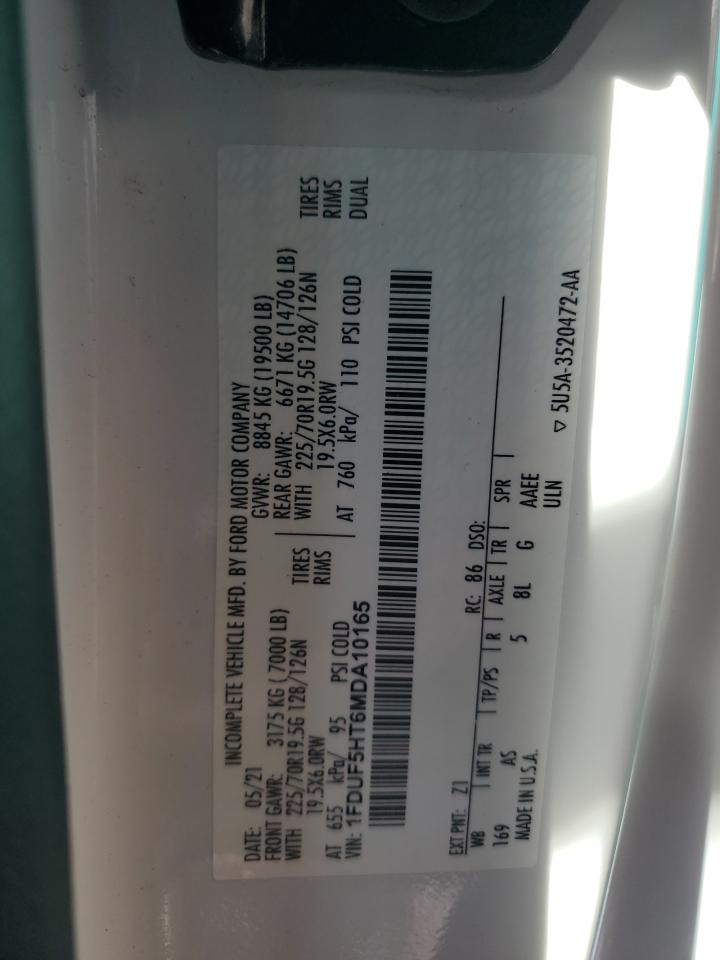 INCOMPLETE VEHICLE MFD. BY FORD MOTOR COMPANY
DATE: 05/21 GVWR: 8845 KG (19500 LB)
FRONT GAWR: 3175 KG ( 7000 LB) REAR GAWR: 6671 KG (14706 LB)
WITH 225/70R19.5G 128/126N TIRES WITH 225/70R19.5G 128/126N TIRES
19.5X6.0RW RIMS 19.5X6.0RW RIMS
AT 655 kPa/ 95 PSI COLD AT 760 kPa/ 110 PSI COLD DUAL
VIN: 1FDUF5HT6MDA10165
EXT PNT: Z1 RC: 86 DSO:
WB INT TR TP/PS R AXLE TR SPR
169 AS 5 8L G AAEE
MADE IN U.S.A. ULN
▽ 5U5A-3520472-AA